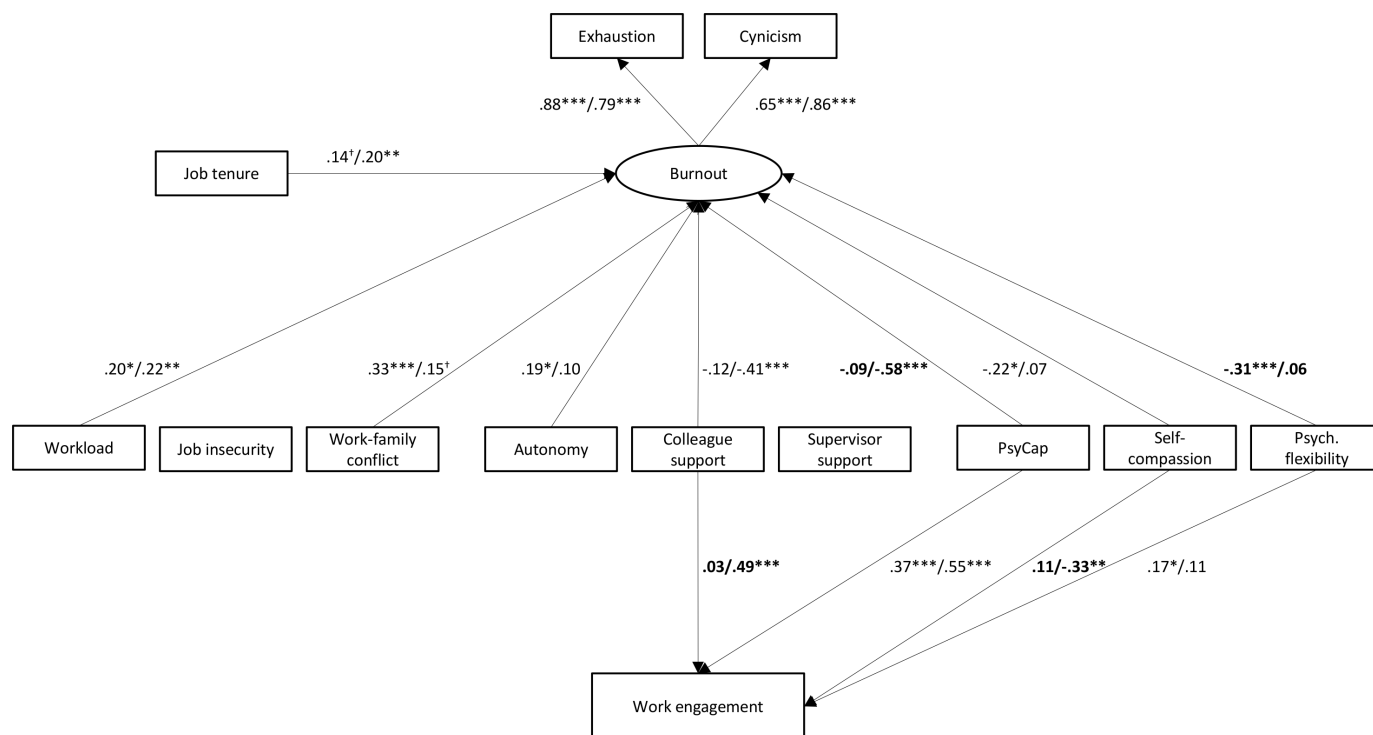 Exhaustion
Cynicism
.88***/.79***
.65***/.86***
Job tenure
.14†/.20**
Burnout
.20*/.22**
.33***/.15†
.19*/.10
-.12/-.41***
-.09/-.58***
-.22*/.07
-.31***/.06
Workload
Job insecurity
Work-family
conflict
Autonomy
Colleague
support
Supervisor
support
PsyCap
Self-
compassion
Psych.
flexibility
.03/.49***
.37***/.55***
.11/-.33**
.17*/.11
Work engagement